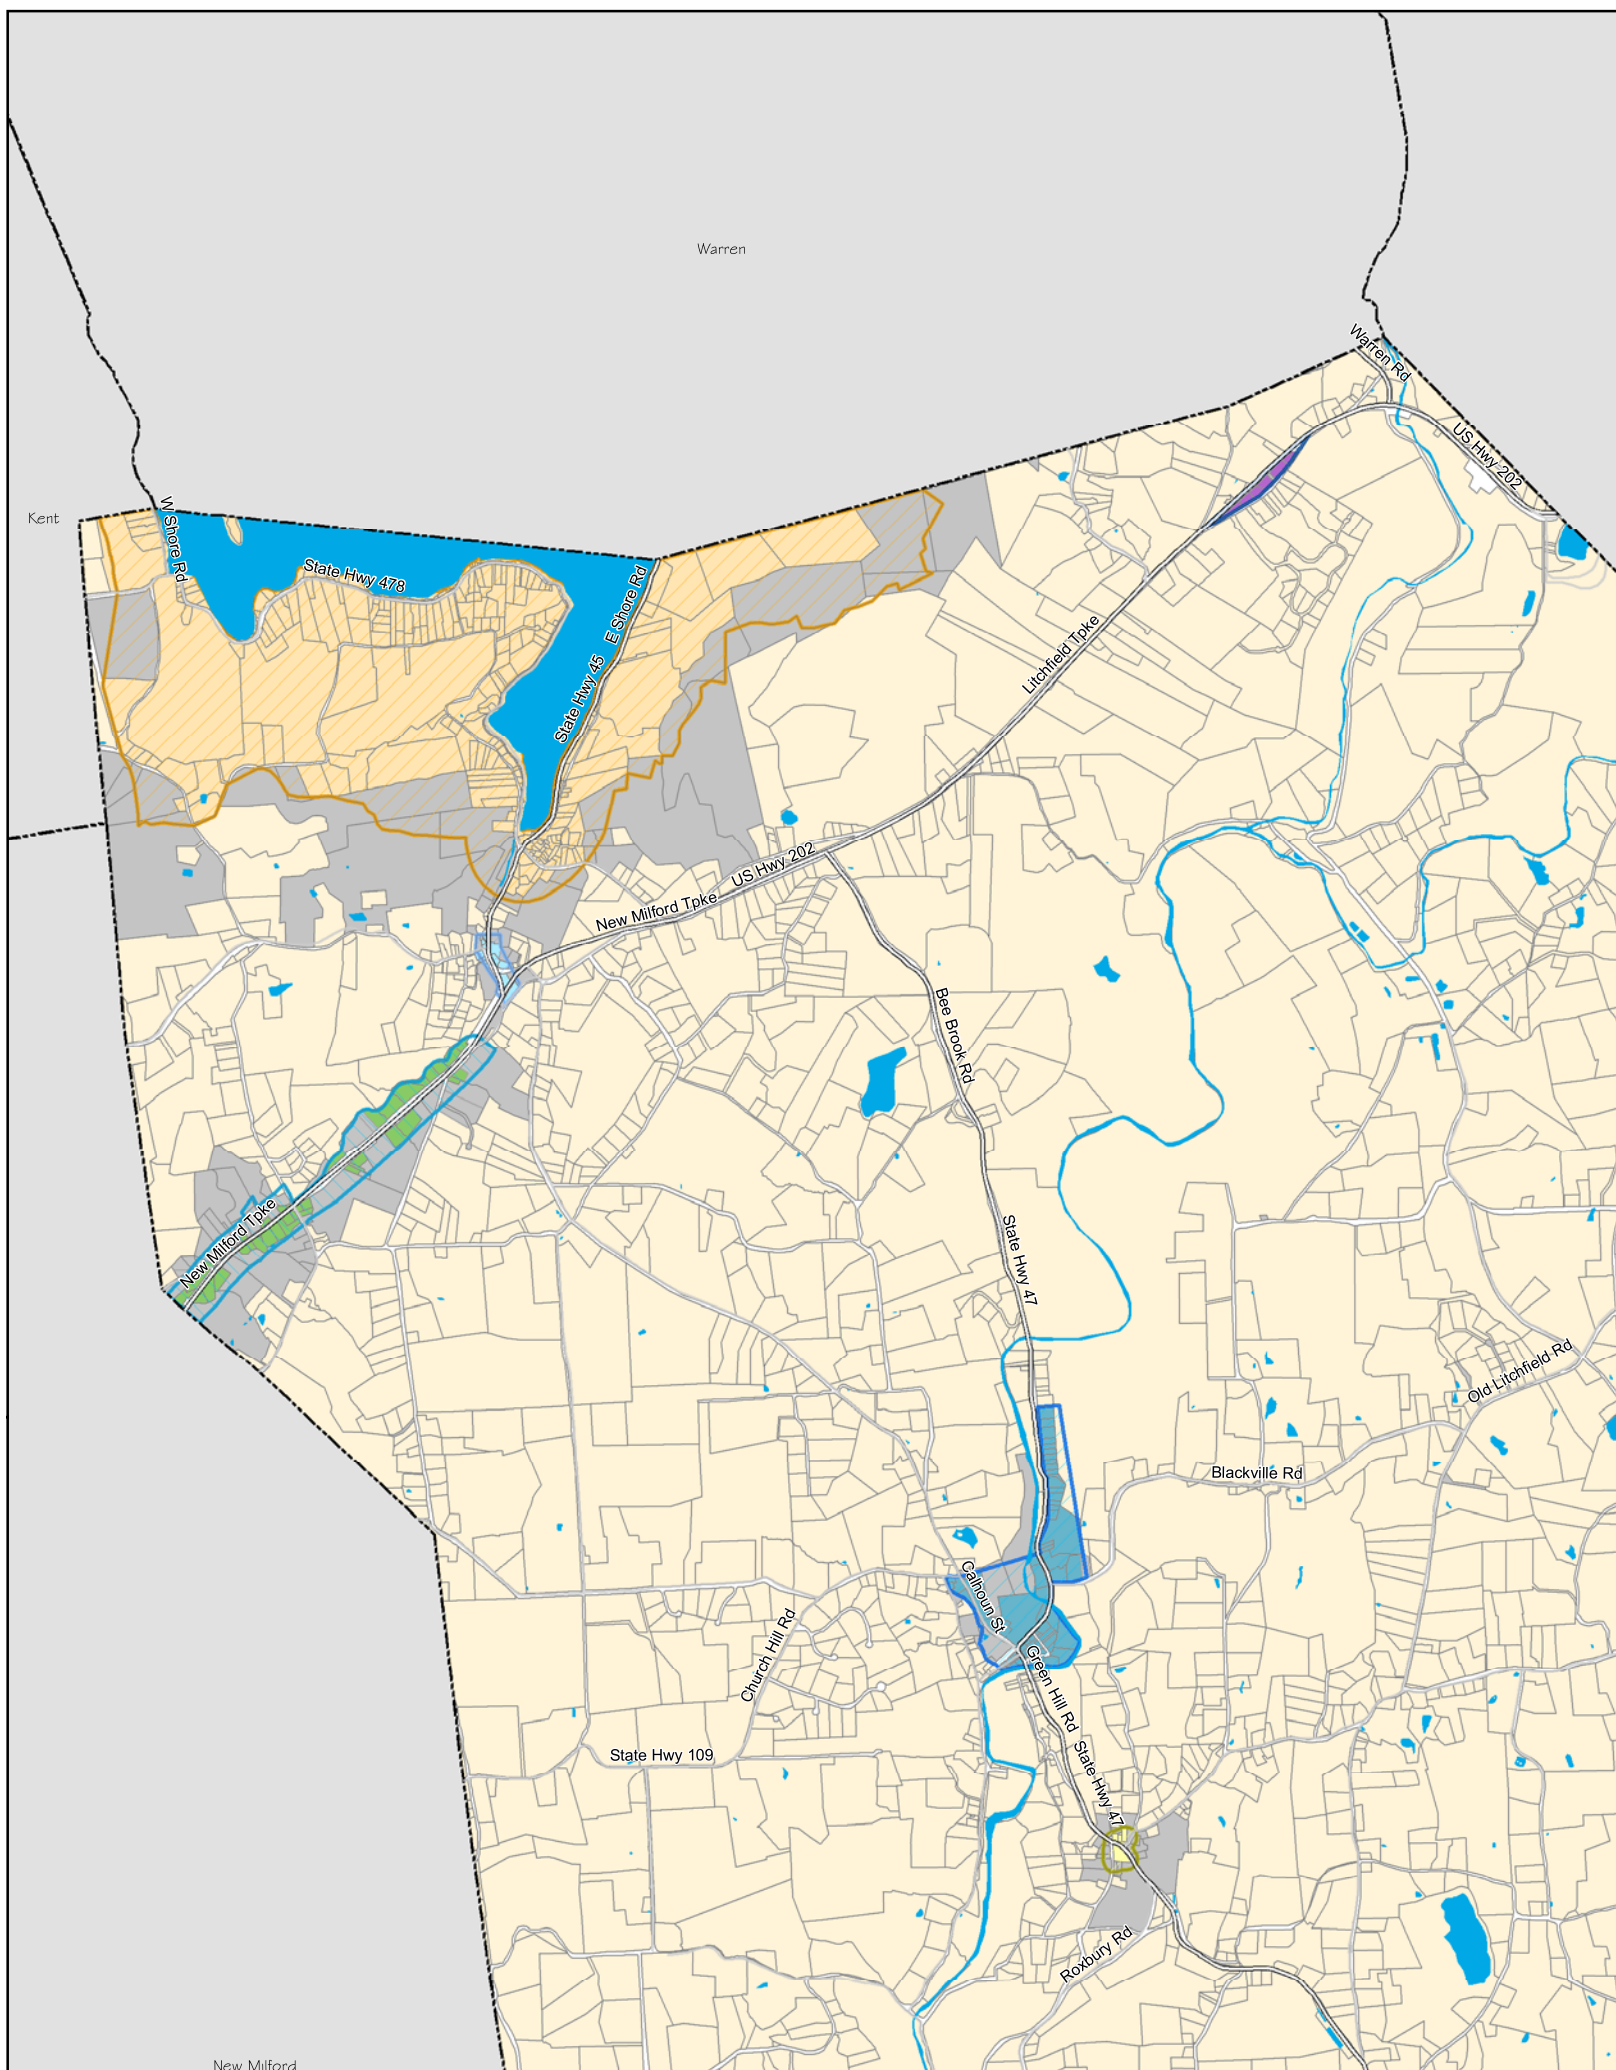 Warren
Warren Rd
US Hwy 202
Kent
W Shore Rd
State Hwy 478
E Shore Rd
State Hwy 45
Litchfield Tpke
US Hwy 202
New Milford Tpke
Bee Brook Rd
New Milford Tpke
State Hwy 47
Old Litchfield Rd
Blackville Rd
Calhoun St
Church Hill Rd
Green Hill Rd
State Hwy 109
State Hwy 47
Roxbury Rd
New Milford